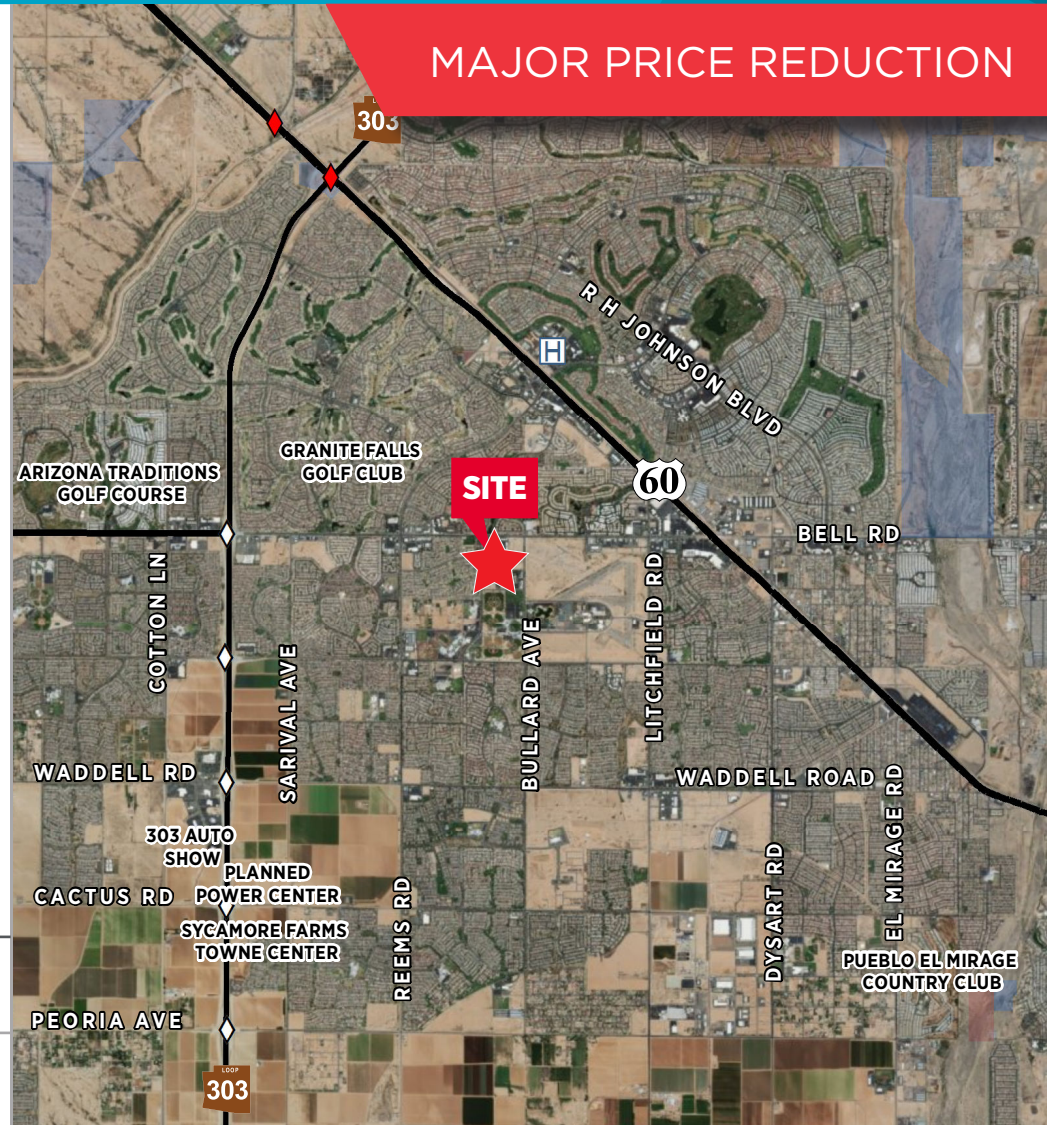 MAJOR PRICE REDUCTION
303
R H JOHNSON BLVD
H
GRANITE FALLS
GOLF CLUB
ARIZONA TRADITIONS
GOLF COURSE
SITE
60
BELL RD
COTTON LN
SARIVAL AVE
BULLARD AVE
LITCHFIELD RD
WADDELL RD
WADDELL ROAD
303 AUTO
SHOW
PLANNED
POWER CENTER
CACTUS RD
SYCAMORE FARMS
TOWNE CENTER
REEMS RD
DYSART RD
EL MIRAGE RD
PUEBLO EL MIRAGE
COUNTRY CLUB
PEORIA AVE
LOOP
303